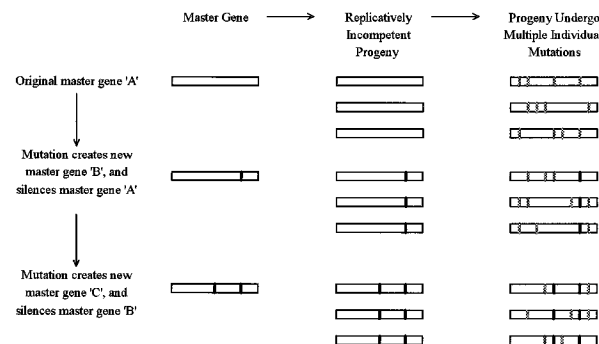 Master Gene
Replicatively
Incompetent
Progeny
Progeny Undergo
Multiple Individua
Mutations
Original master gene 'A'
Mutation creates new
master gene 'B', and
silences master gene 'A'
Mutation creates new
master gene 'C', and
silences master gene 'B'